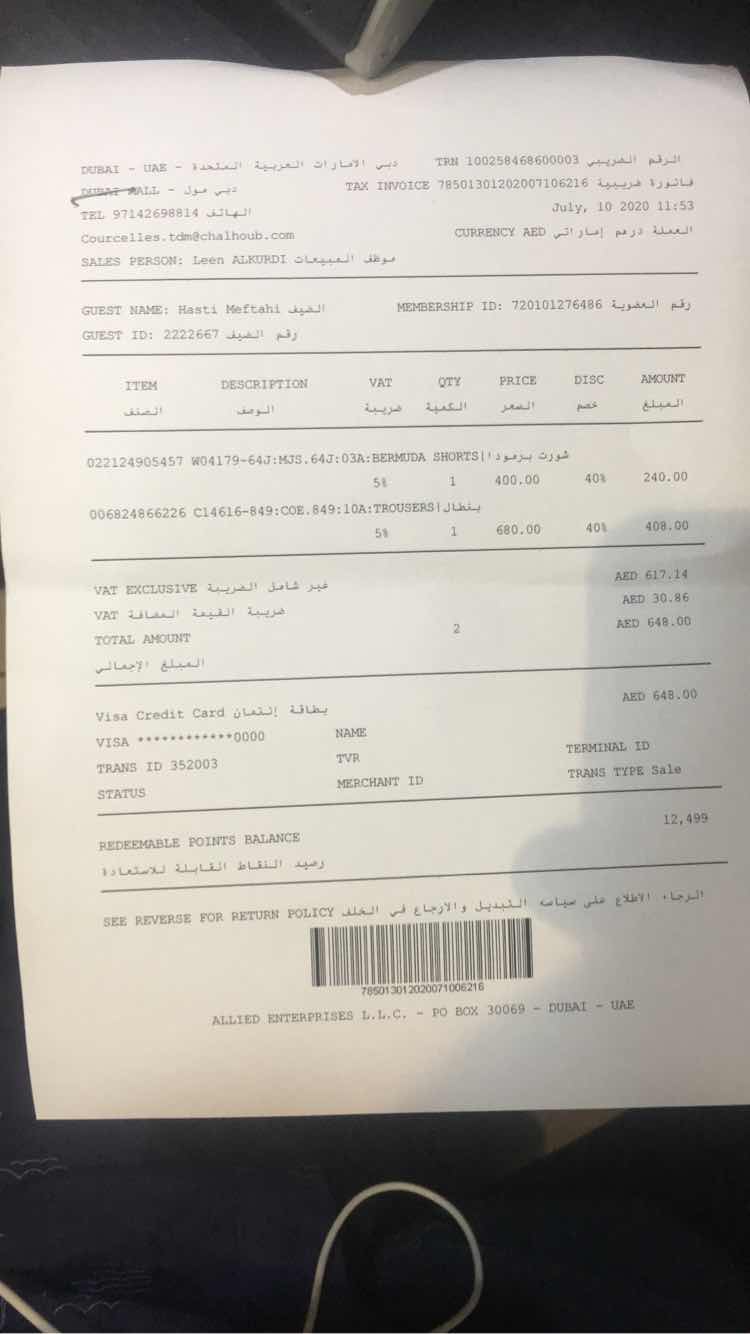 DUBAI - UAE - دبي الامارات العربية المتحدة TRN 100258468600003 الرقم الضريبي
DUBAI MALL - دبي مول TAX INVOICE 78501301202007106216 فاتورة ضريبية
TEL 97142698814 الهاتف July, 10 2020 11:53
Courcelles.tdm@chalhoub.com CURRENCY AED العملة درهم إماراتي
SALES PERSON: Leen ALKURDI موظف المبيعات
GUEST NAME: Hasti Meftahi الضيف MEMBERSHIP ID: 720101276486 رقم العضوية
GUEST ID: 2222667 رقم الضيف
ITEM DESCRIPTION VAT QTY PRICE DISC AMOUNT
الصنف الوصف ضريبة الكمية السعر خصم المبلغ
022124905457 W04179-64J:MJS.64J:03A:BERMUDA SHORTS|شورت برمودا
5% 1 400.00 40% 240.00
006824866226 C14616-849:COE.849:10A:TROUSERS|بنطال
5% 1 680.00 40% 408.00
VAT EXCLUSIVE غير شامل الضريبة AED 617.14
VAT ضريبة القيمة المضافة AED 30.86
TOTAL AMOUNT 2 AED 648.00
المبلغ الإجمالي
Visa Credit Card بطاقة إئتمان AED 648.00
VISA ************0000 NAME
TRANS ID 352003 TVR TERMINAL ID
STATUS MERCHANT ID TRANS TYPE Sale
REDEEMABLE POINTS BALANCE 12,499
رصيد النقاط القابلة للاستعادة
SEE REVERSE FOR RETURN POLICY الرجاء الاطلاع على سياسه التبديل والارجاع في الخلف
785013012020071006216
ALLIED ENTERPRISES L.L.C. - PO BOX 30069 - DUBAI - UAE